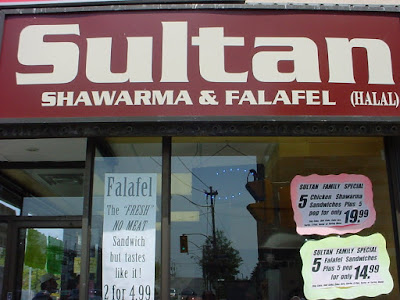 Sultan
SHAWARMA & FALAFEL (HALAL)
Falafel
The "FRESH"
NO MEAT
Sandwich
but tastes
like it!
2 for 4.99
SULTAN FAMILY SPECIAL
5 Chicken Shawarma
Sandwiches Plus 5
pop for only 19.99
SULTAN FAMILY SPECIAL
5 Falafel Sandwiches
Plus 5 pop
for only 14.99